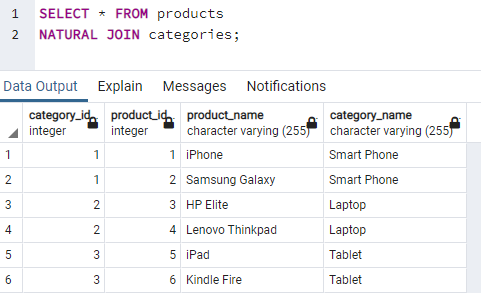 1 SELECT * FROM products
2 NATURAL JOIN categories;
Data Output Explain Messages Notifications
category_id product_id product_name category_name
integer integer character varying (255) character varying (255)
1 1 1 iPhone Smart Phone
2 1 2 Samsung Galaxy Smart Phone
3 2 3 HP Elite Laptop
4 2 4 Lenovo Thinkpad Laptop
5 3 5 iPad Tablet
6 3 6 Kindle Fire Tablet